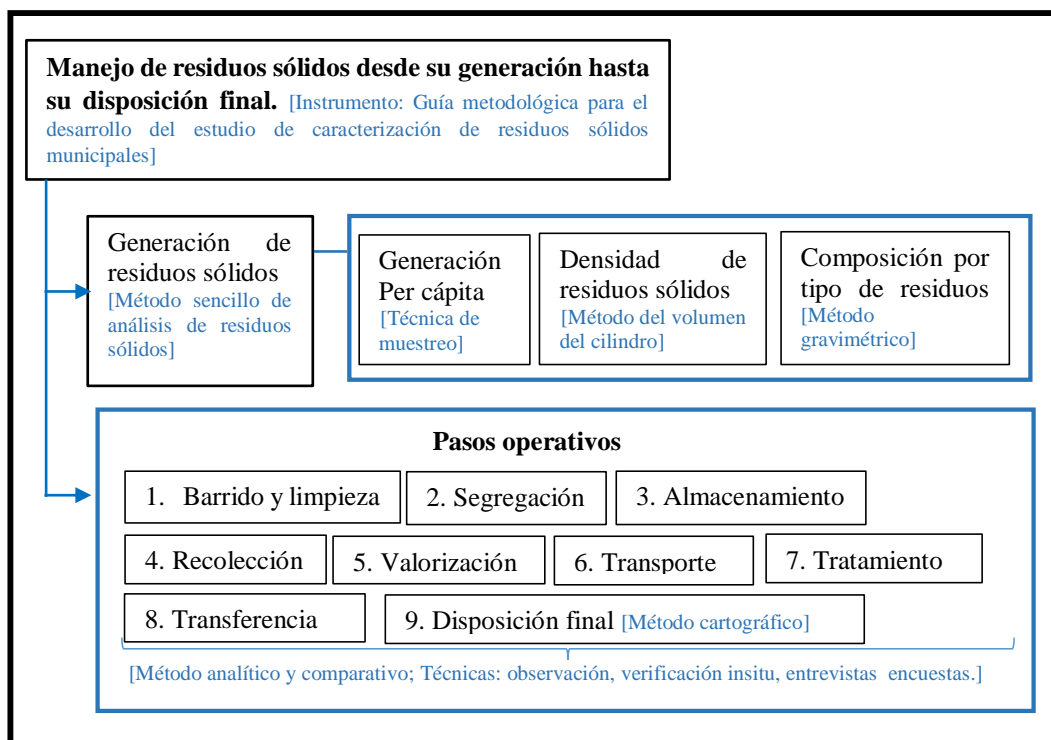 Manejo de residuos sólidos desde su generación hasta
su disposición final. [Instrumento: Guía metodológica para el
desarrollo del estudio de caracterización de residuos sólidos
municipales]
Generación de
residuos sólidos
[Método sencillo de
análisis de residuos
sólidos]
Generación
Per cápita
[Técnica de
muestreo]
Densidad de
residuos sólidos
[Método del volumen
del cilindro]
Composición por
tipo de residuos
[Método
gravimétrico]
Pasos operativos
1. Barrido y limpieza
2. Segregación
3. Almacenamiento
4. Recolección
5. Valorización
6. Transporte
7. Tratamiento
8. Transferencia
9. Disposición final [Método cartográfico]
[Método analítico y comparativo; Técnicas: observación, verificación insitu, entrevistas encuestas.]